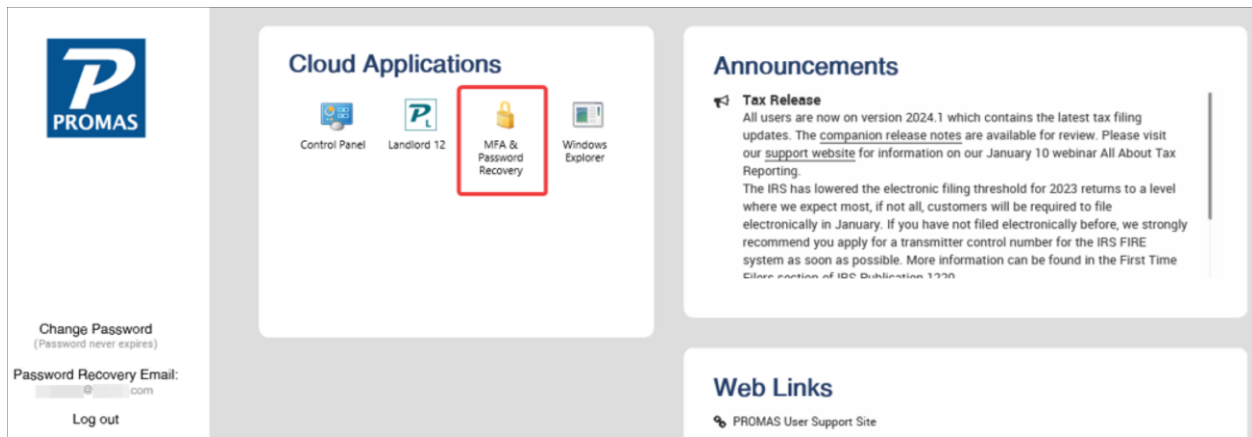 PROMAS
Change Password
(Password never expires)
Password Recovery Email:
@ com
Log out
Cloud Applications
Control Panel
Landlord 12
MFA &
Password
Recovery
Windows
Explorer
Announcements
Tax Release
All users are now on version 2024.1 which contains the latest tax filing
updates. The companion release notes are available for review. Please visit
our support website for information on our January 10 webinar All About Tax
Reporting.
The IRS has lowered the electronic filing threshold for 2023 returns to a level
where we expect most, if not all, customers will be required to file
electronically in January. If you have not filed electronically before, we strongly
recommend you apply for a transmitter control number for the IRS FIRE
system as soon as possible. More information can be found in the First Time
Filers section of IRS Publication 1220
Web Links
PROMAS User Support Site